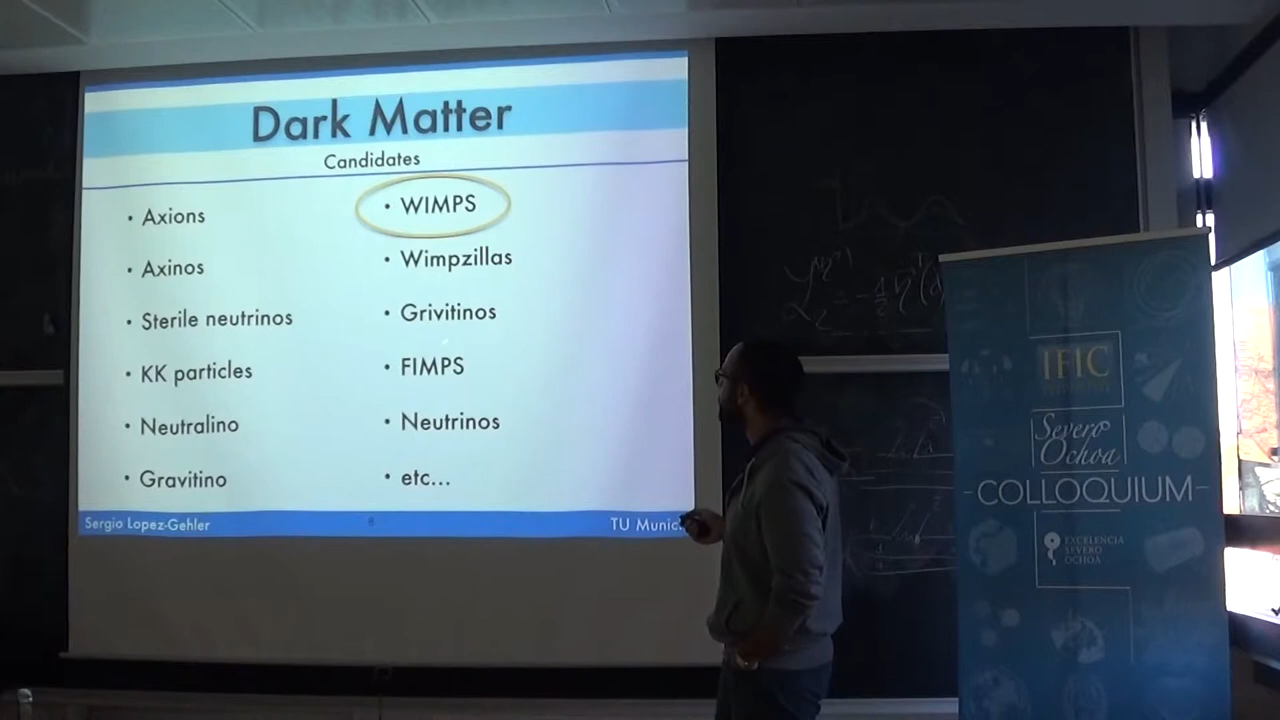 Dark Matter
Candidates
• Axions
• Axinos
• Sterile neutrinos
• KK particles
• Neutralino
• Gravitino
• WIMPS
• Wimpzillas
• Grivitinos
• FIMPS
• Neutrinos
• etc...
Sergio Lopez-Gehler
TU
IFIC
Severo
Ochoa
COLLOQUIUM
EXCELENCIA
SEVERO
OCHOA